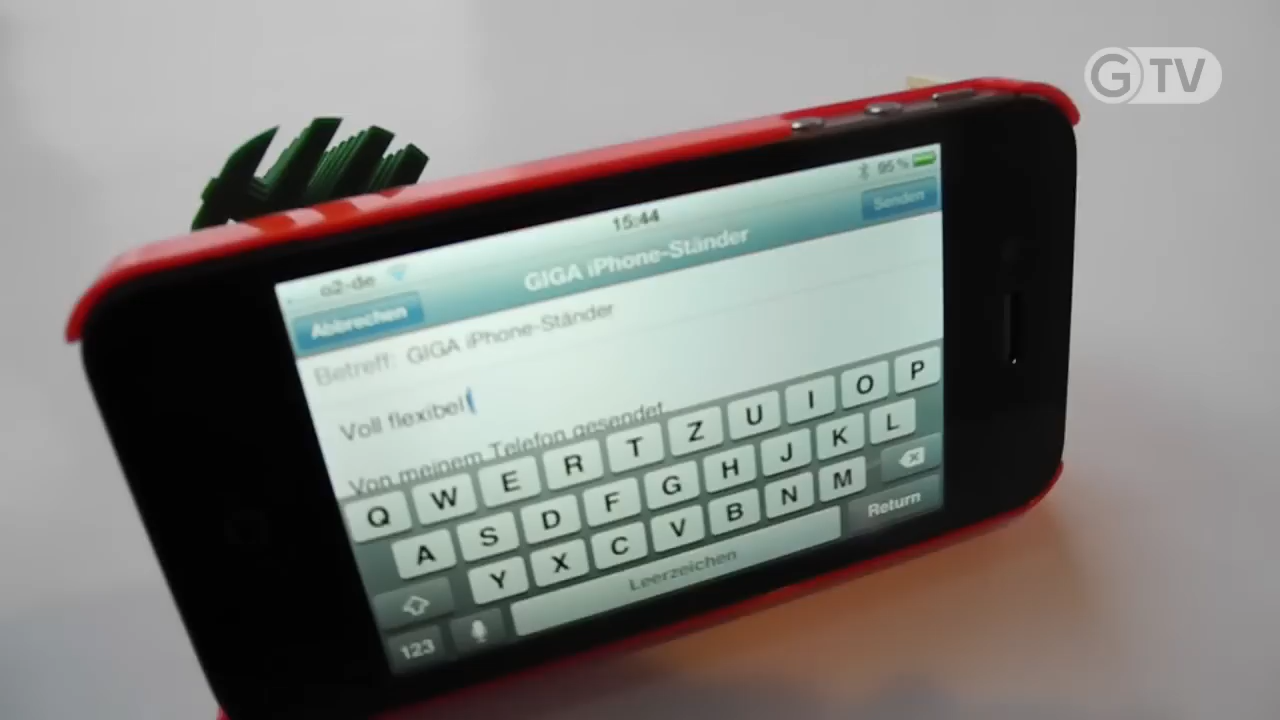 G TV
o2-de 15:44 95 %
Abbrechen GIGA iPhone-Ständer Senden
Betreff: GIGA iPhone-Ständer
Voll flexibel
Von meinem Telefon gesendet
Q W E R T Z U I O P
A S D F G H J K L
Y X C V B N M
123 Leerzeichen Return